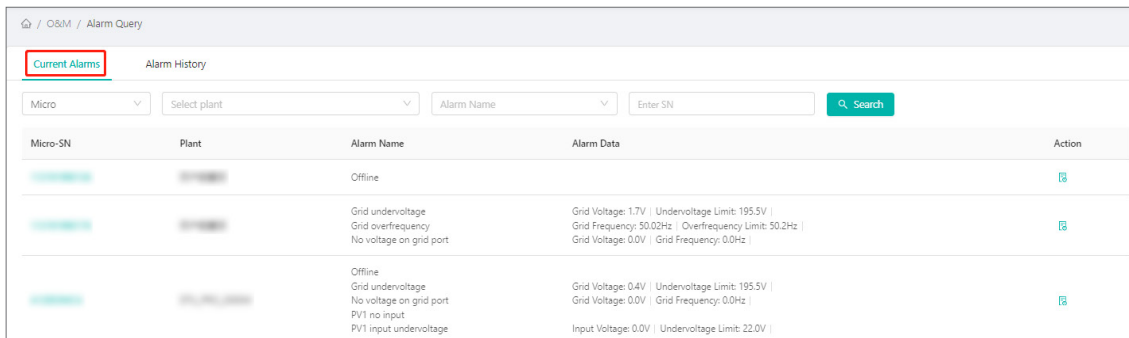 / O&M / Alarm Query
Current Alarms Alarm History
Micro Select plant Alarm Name Enter SN Search
Micro-SN Plant Alarm Name Alarm Data Action
Offline
Grid undervoltage Grid Voltage: 1.7V | Undervoltage Limit: 195.5V |
Grid overfrequency Grid Frequency: 50.02Hz | Overfrequency Limit: 50.2Hz |
No voltage on grid port Grid Voltage: 0.0V | Grid Frequency: 0.0Hz |
Offline
Grid undervoltage Grid Voltage: 0.4V | Undervoltage Limit: 195.5V |
No voltage on grid port Grid Voltage: 0.0V | Grid Frequency: 0.0Hz |
PV1 no input
PV1 input undervoltage Input Voltage: 0.0V | Undervoltage Limit: 22.0V |